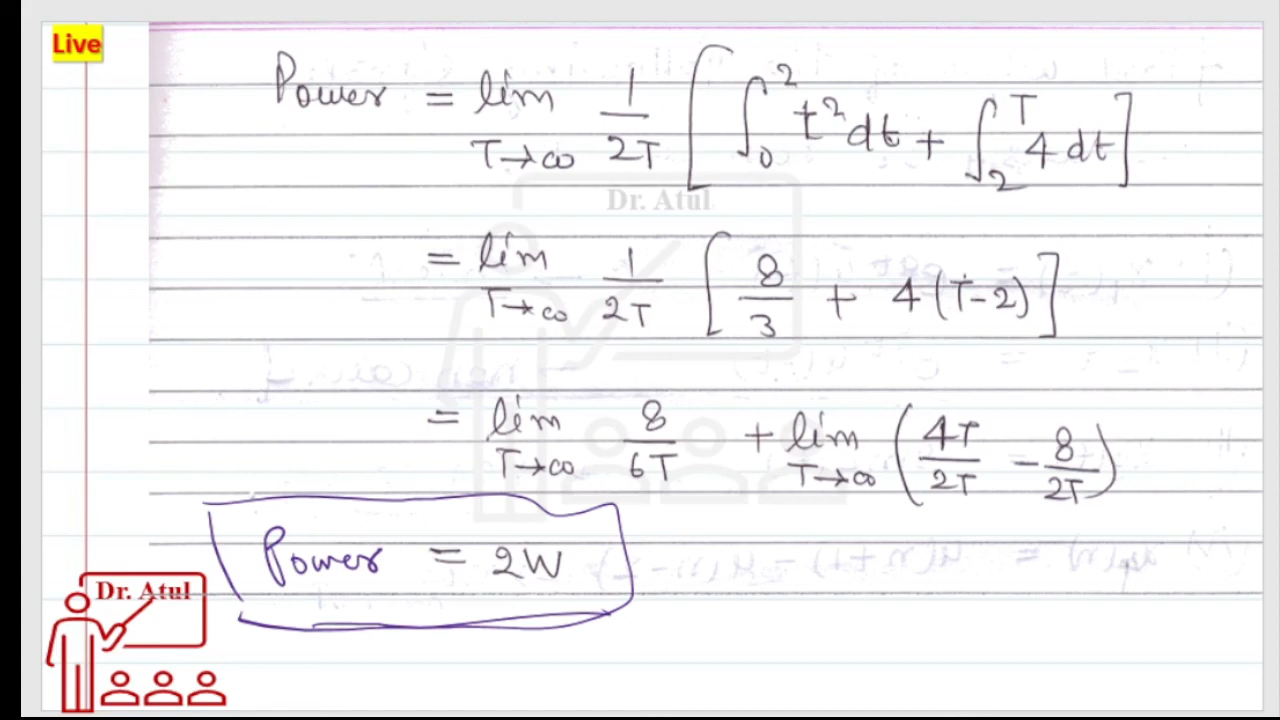 Live
Power = lim T→∞ 1/2T [ ∫₀² t² dt + ∫₂ᵀ 4 dt ]
Dr. Atul
= lim T→∞ 1/2T [ 8/3 + 4(T-2) ]
= lim T→∞ 8/6T + lim T→∞ ( 4T/2T - 8/2T )
Power = 2W
Dr. Atul